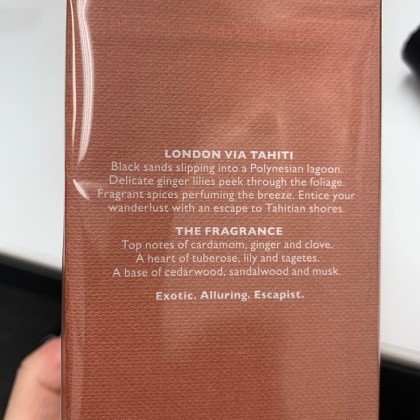 LONDON VIA TAHITI
Black sands slipping into a Polynesian lagoon.
Delicate ginger lilies peek through the foliage.
Fragrant spices perfuming the breeze. Entice your
wanderlust with an escape to Tahitian shores.
THE FRAGRANCE
Top notes of cardamom, ginger and clove.
A heart of tuberose, lily and tagetes.
A base of cedarwood, sandalwood and musk.
Exotic. Alluring. Escapist.